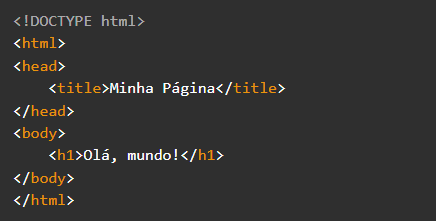 <!DOCTYPE html>
<html>
<head>
    <title>Minha Página</title>
</head>
<body>
    <h1>Olá, mundo!</h1>
</body>
</html>